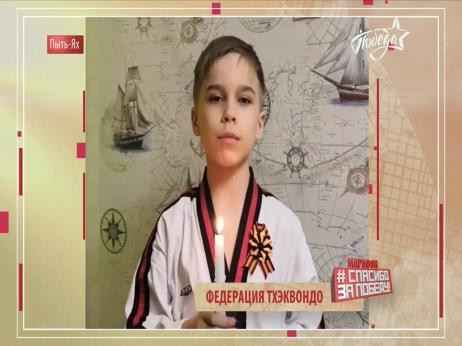 Пыть-Ях
Победа
ФЕДЕРАЦИЯ ТХЭКВОНДО
МАРАФОН
# СПАСИБО
ЗА ПОБЕДУ!